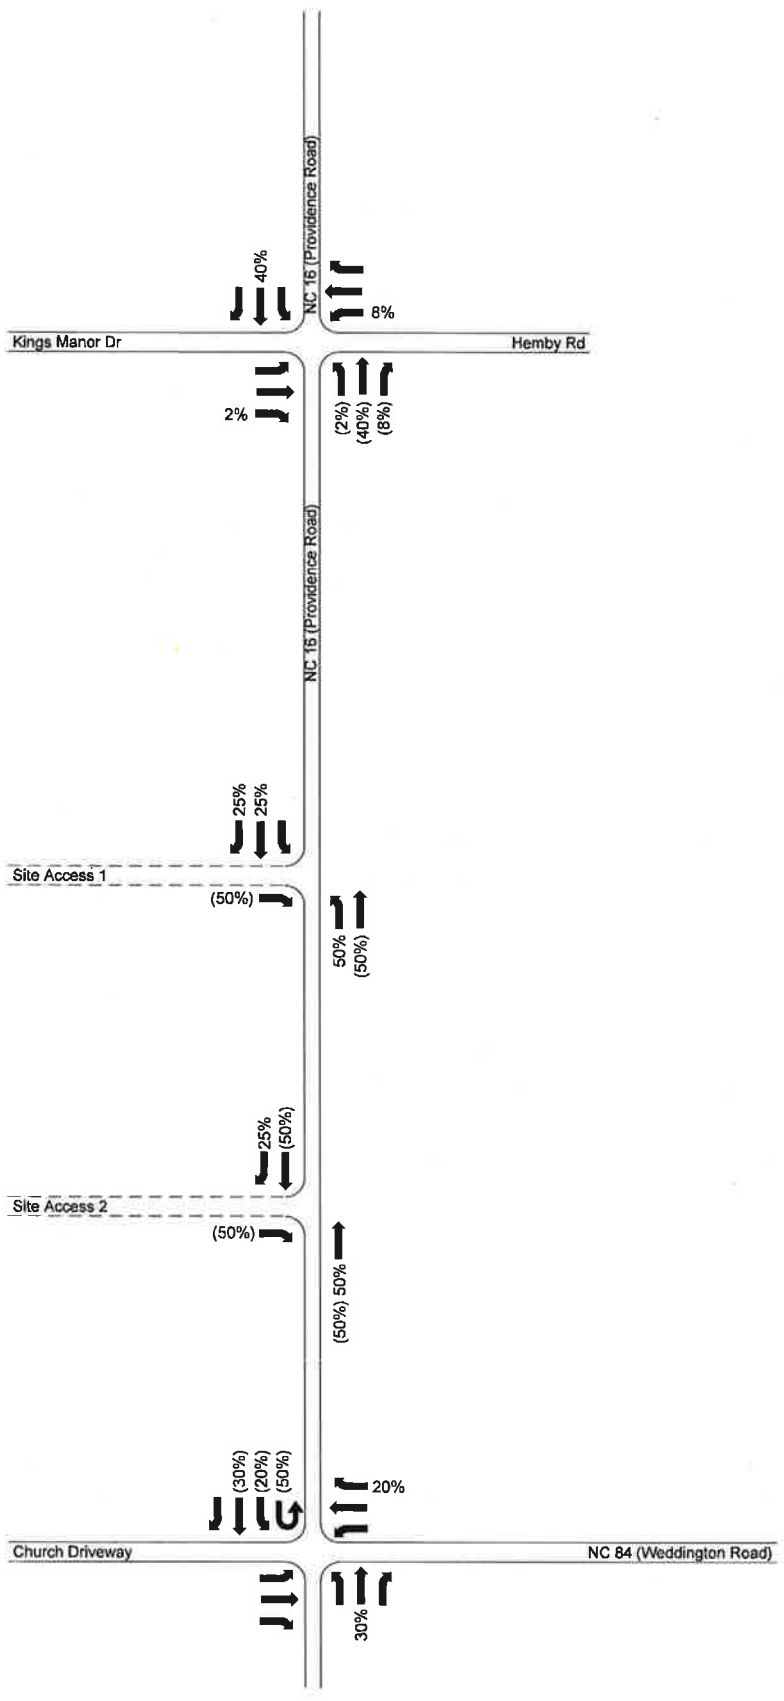 NC 16 (Providence Road)
40%
8%
Kings Manor Dr
Hemby Rd
2%
(2%)
(40%)
(8%)
NC 16 (Providence Road)
25%
25%
Site Access 1
(50%)
50%
(50%)
25%
(50%)
Site Access 2
(50%)
(50%) 50%
(30%)
(20%)
(50%)
20%
Church Driveway
NC 84 (Weddington Road)
30%